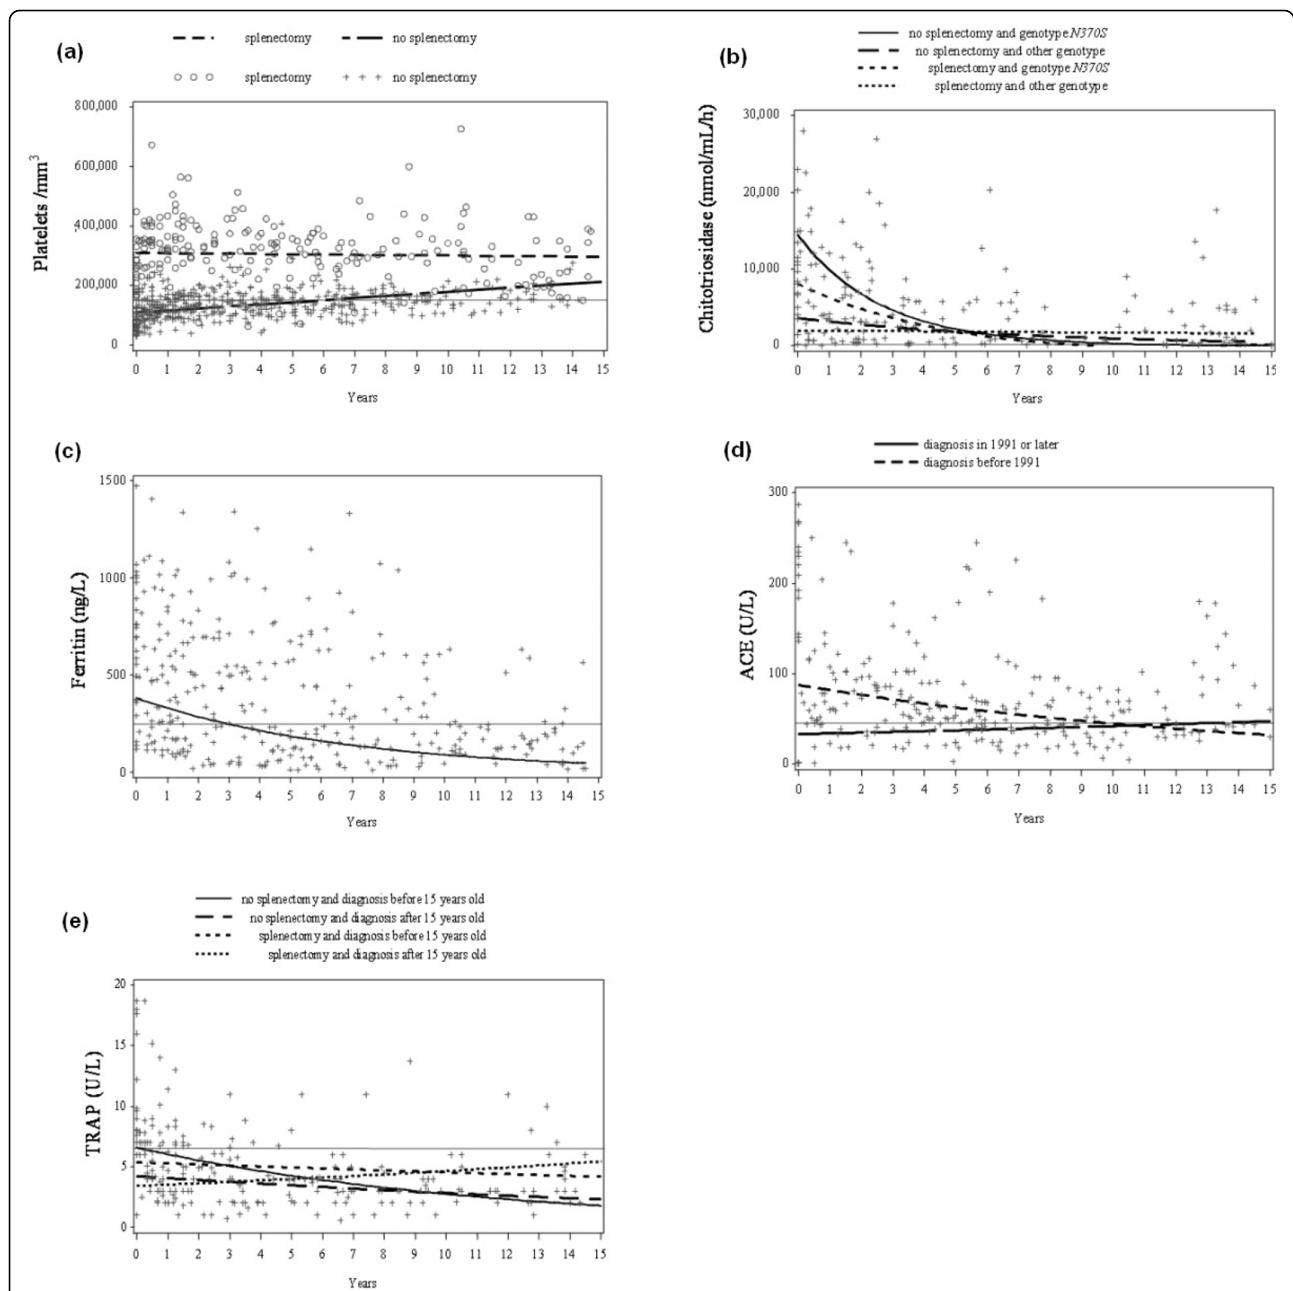 (a)
splenectomy no splenectomy
splenectomy no splenectomy
800,000
600,000
400,000
200,000
0
Platelets /mm³
0 1 2 3 4 5 6 7 8 9 10 11 12 13 14 15
Years
(b)
no splenectomy and genotype N370S
no splenectomy and other genotype
splenectomy and genotype N370S
splenectomy and other genotype
30,000
20,000
10,000
0
Chitotriosidase (nmol/mL/h)
0 1 2 3 4 5 6 7 8 9 10 11 12 13 14 15
Years
(c)
1500
1000
500
0
Ferritin (ng/L)
0 1 2 3 4 5 6 7 8 9 10 11 12 13 14 15
Years
(d)
diagnosis in 1991 or later
diagnosis before 1991
300
200
100
0
ACE (U/L)
0 1 2 3 4 5 6 7 8 9 10 11 12 13 14 15
Years
(e)
no splenectomy and diagnosis before 15 years old
no splenectomy and diagnosis after 15 years old
splenectomy and diagnosis before 15 years old
splenectomy and diagnosis after 15 years old
20
15
10
5
0
TRAP (U/L)
0 1 2 3 4 5 6 7 8 9 10 11 12 13 14 15
Years